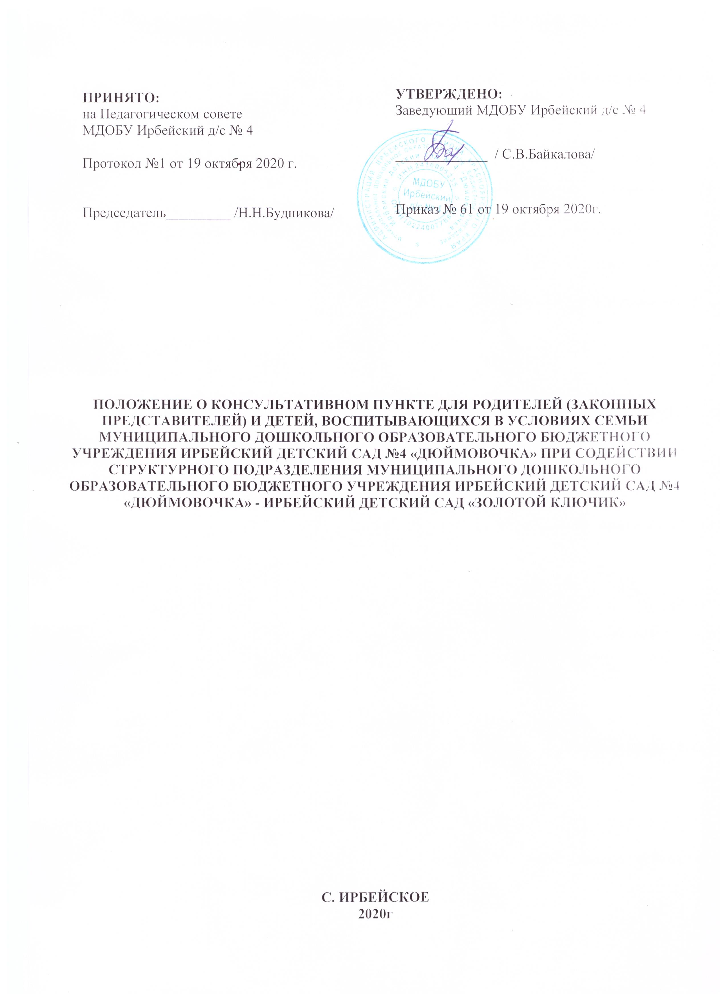 ПРИНЯТО:
на Педагогическом совете
МДОБУ Ирбейский д/с № 4
Протокол №1 от 19 октября 2020 г.
Председатель_________ /Н.Н.Будникова/
УТВЕРЖДЕНО:
Заведующий МДОБУ Ирбейский д/с № 4
_____________ / С.В.Байкалова/
Приказ № 61 от 19 октября 2020г.
МДОБУ
Ирбейский
ПОЛОЖЕНИЕ О КОНСУЛЬТАТИВНОМ ПУНКТЕ ДЛЯ РОДИТЕЛЕЙ (ЗАКОННЫХ
ПРЕДСТАВИТЕЛЕЙ) И ДЕТЕЙ, ВОСПИТЫВАЮЩИХСЯ В УСЛОВИЯХ СЕМЬИ
МУНИЦИПАЛЬНОГО ДОШКОЛЬНОГО ОБРАЗОВАТЕЛЬНОГО БЮДЖЕТНОГО
УЧРЕЖДЕНИЯ ИРБЕЙСКИЙ ДЕТСКИЙ САД №4 «ДЮЙМОВОЧКА» ПРИ СОДЕЙСТВИИ
СТРУКТУРНОГО ПОДРАЗДЕЛЕНИЯ МУНИЦИПАЛЬНОГО ДОШКОЛЬНОГО
ОБРАЗОВАТЕЛЬНОГО БЮДЖЕТНОГО УЧРЕЖДЕНИЯ ИРБЕЙСКИЙ ДЕТСКИЙ САД №4
«ДЮЙМОВОЧКА» - ИРБЕЙСКИЙ ДЕТСКИЙ САД «ЗОЛОТОЙ КЛЮЧИК»
С. ИРБЕЙСКОЕ
2020г